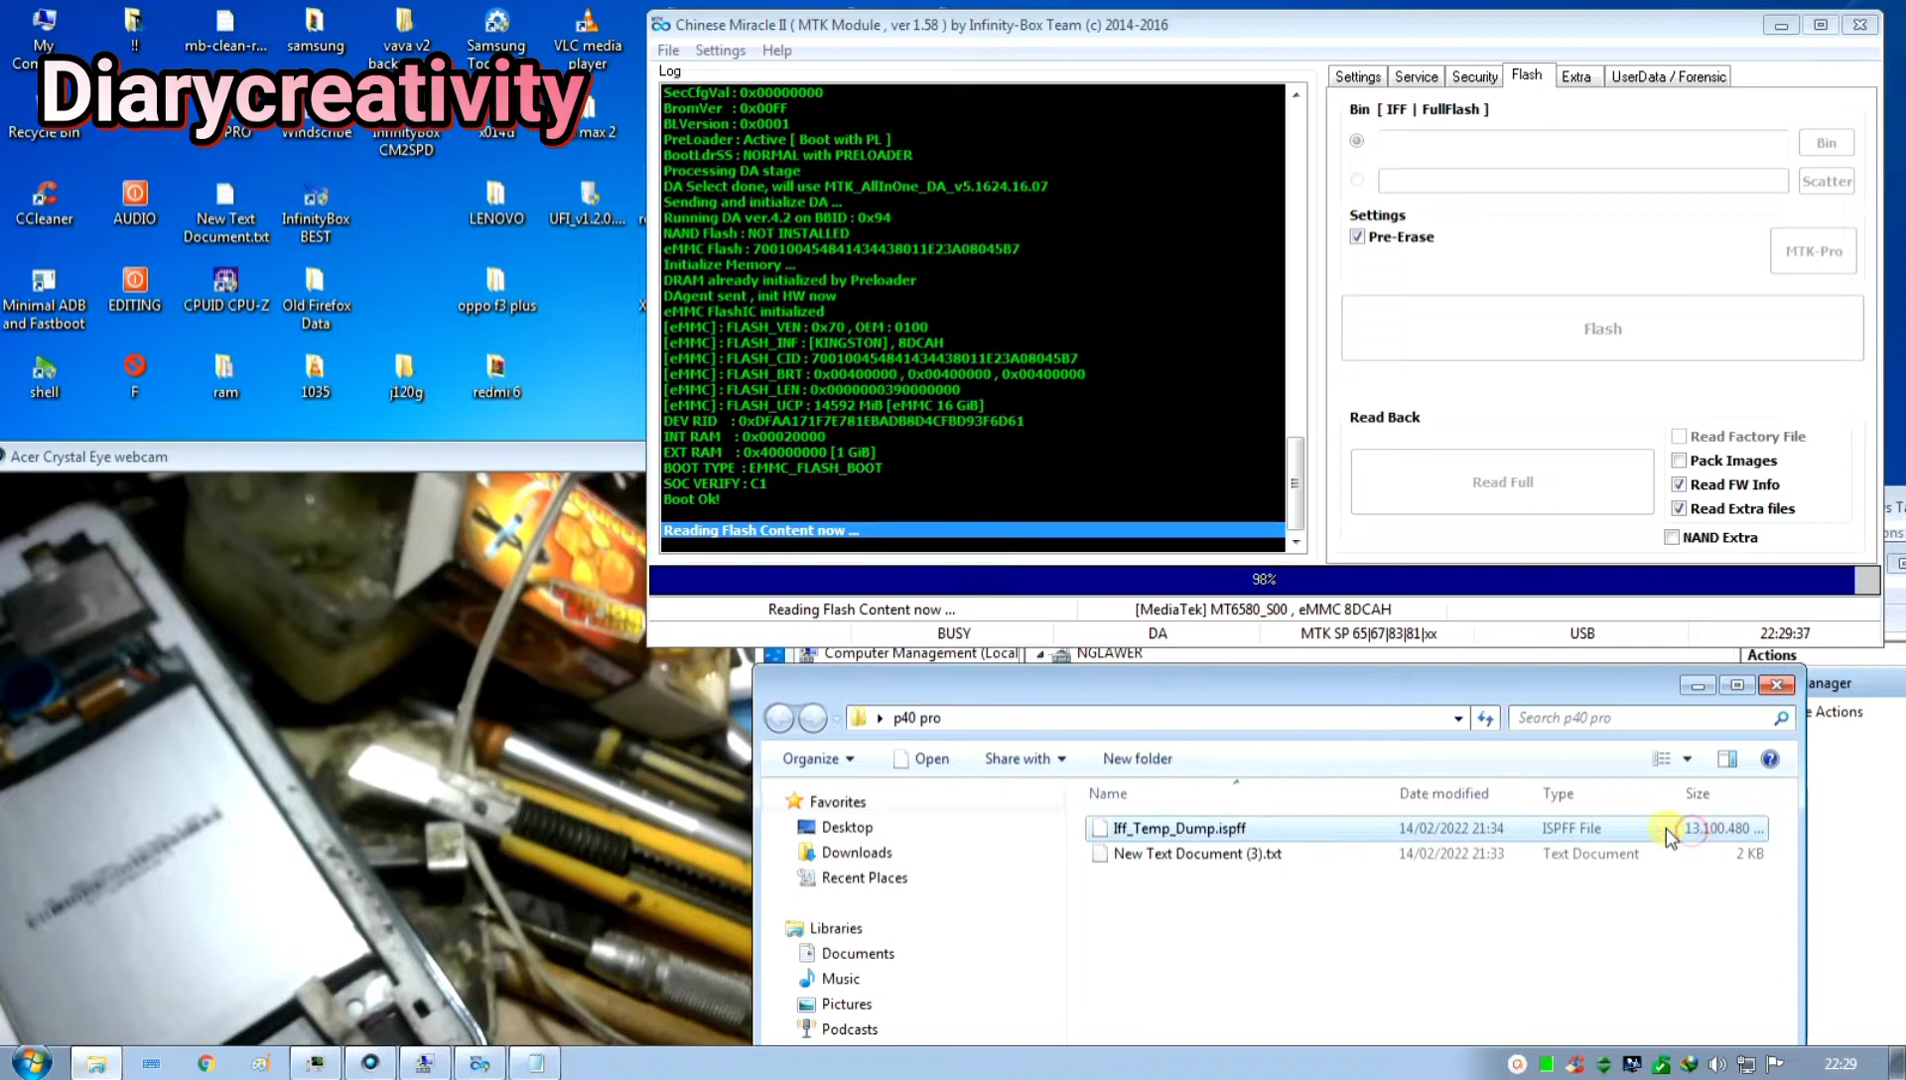 Diarycreativity
My
!!
mb-clean-r...
samsung
vava v2
Samsung
VLC media
player
Recycle Bin
Windscribe
InfinityBox
CM2SPD
max 2
CCleaner
AUDIO
New Text
Document.txt
InfinityBox
BEST
LENOVO
UFI_v1.2.0....
Minimal ADB
and Fastboot
EDITING
CPUID CPU-Z
Old Firefox
Data
oppo f3 plus
shell
F
ram
1035
j120g
redmi 6
Acer Crystal Eye webcam
Chinese Miracle II ( MTK Module , ver 1.58 ) by Infinity-Box Team (c) 2014-2016
File Settings Help
Log
SecCfgVal : 0x00000000
BromVer : 0x00FF
BLVersion : 0x0001
PreLoader : Active [ Boot with PL ]
BootLdrSS : NORMAL with PRELOADER
Processing DA stage
DA Select done, will use MTK_AllInOne_DA_v5.1624.16.07
Sending and initialize DA ...
Running DA ver.4.2 on BBID : 0x94
NAND Flash : NOT INSTALLED
eMMC Flash : 700100454841434438011E23A08045B7
Initialize Memory ...
DRAM already initialized by Preloader
DAgent sent , init HW now
eMMC FlashIC initialized
[eMMC] : FLASH_VEN : 0x70 , OEM : 0100
[eMMC] : FLASH_INF : [KINGSTON] , 8DCAH
[eMMC] : FLASH_CID : 700100454841434438011E23A08045B7
[eMMC] : FLASH_BRT : 0x00400000 , 0x00400000 , 0x00400000
[eMMC] : FLASH_LEN : 0x0000000390000000
[eMMC] : FLASH_UCP : 14592 MiB [eMMC 16 GiB]
DEV RID : 0xDFAA171F7E781EBADB8D4CFBD93F6D61
INT RAM : 0x00020000
EXT RAM : 0x40000000 [1 GiB]
BOOT TYPE : EMMC_FLASH_BOOT
SOC VERIFY : C1
Boot Ok!
Reading Flash Content now ...
Settings Service Security Flash Extra UserData / Forensic
Bin [ IFF | FullFlash ]
Bin
Scatter
Settings
Pre-Erase
MTK-Pro
Flash
Read Back
Read Full
Read Factory File
Pack Images
Read FW Info
Read Extra files
NAND Extra
98%
Reading Flash Content now ... [MediaTek] MT6580_S00 , eMMC 8DCAH
BUSY DA MTK SP 65|67|83|81|xx USB 22:29:37
Computer Management (Local NGLAWER Actions
anager
e Actions
p40 pro
Search p40 pro
Organize Open Share with New folder
Name Date modified Type Size
Iff_Temp_Dump.ispff 14/02/2022 21:34 ISPFF File 13.100.480 ...
New Text Document (3).txt 14/02/2022 21:33 Text Document 2 KB
Favorites
Desktop
Downloads
Recent Places
Libraries
Documents
Music
Pictures
Podcasts
22:29